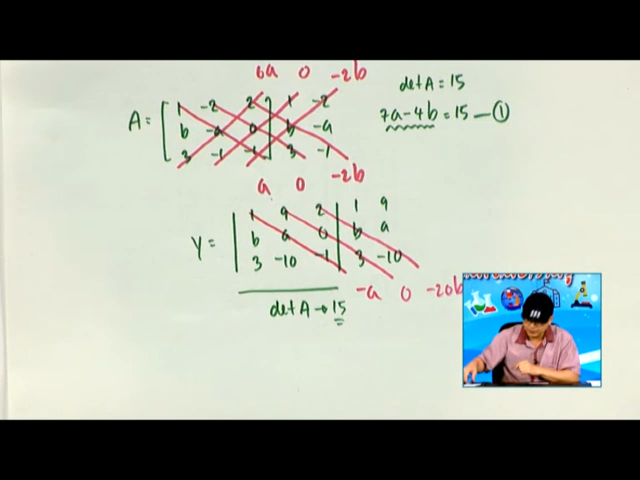 6a 0 -2b
det A = 15
7a-4b = 15 —①
A = [ 1 -2 2 ] 1 -2
b -a 0 b -a
3 -1 -1 3 -1
a 0 -2b
Y = | 1 9 2 | 1 9
b a 0 b a
3 -10 -1 3 -10
-a 0 -20b
det A → 15